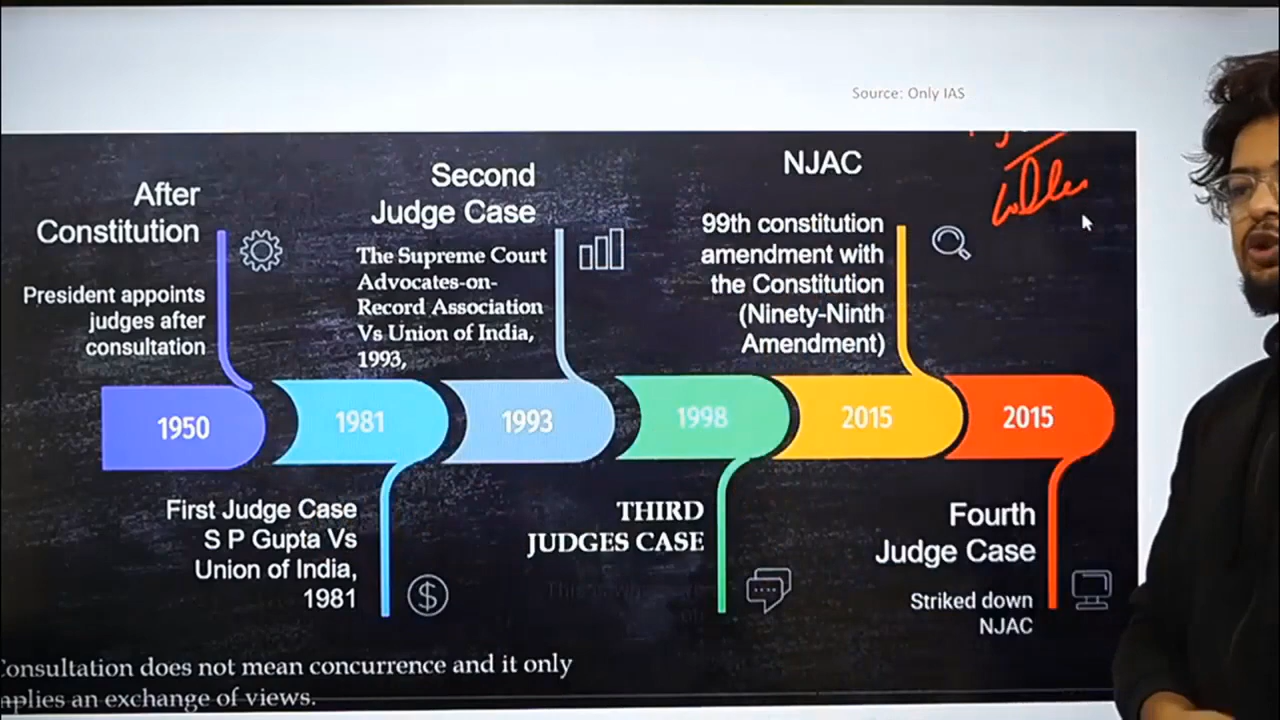 Source: Only IAS
After
Constitution
President appoints
judges after
consultation
Second
Judge Case
The Supreme Court
Advocates-on-
Record Association
Vs Union of India,
1993,
NJAC
99th constitution
amendment with
the Constitution
(Ninety-Ninth
Amendment)
1950
1981
1993
1998
2015
2015
First Judge Case
S P Gupta Vs
Union of India,
1981
$
THIRD
JUDGES CASE
Fourth
Judge Case
Striked down
NJAC
Consultation does not mean concurrence and it only
an exchange of views.